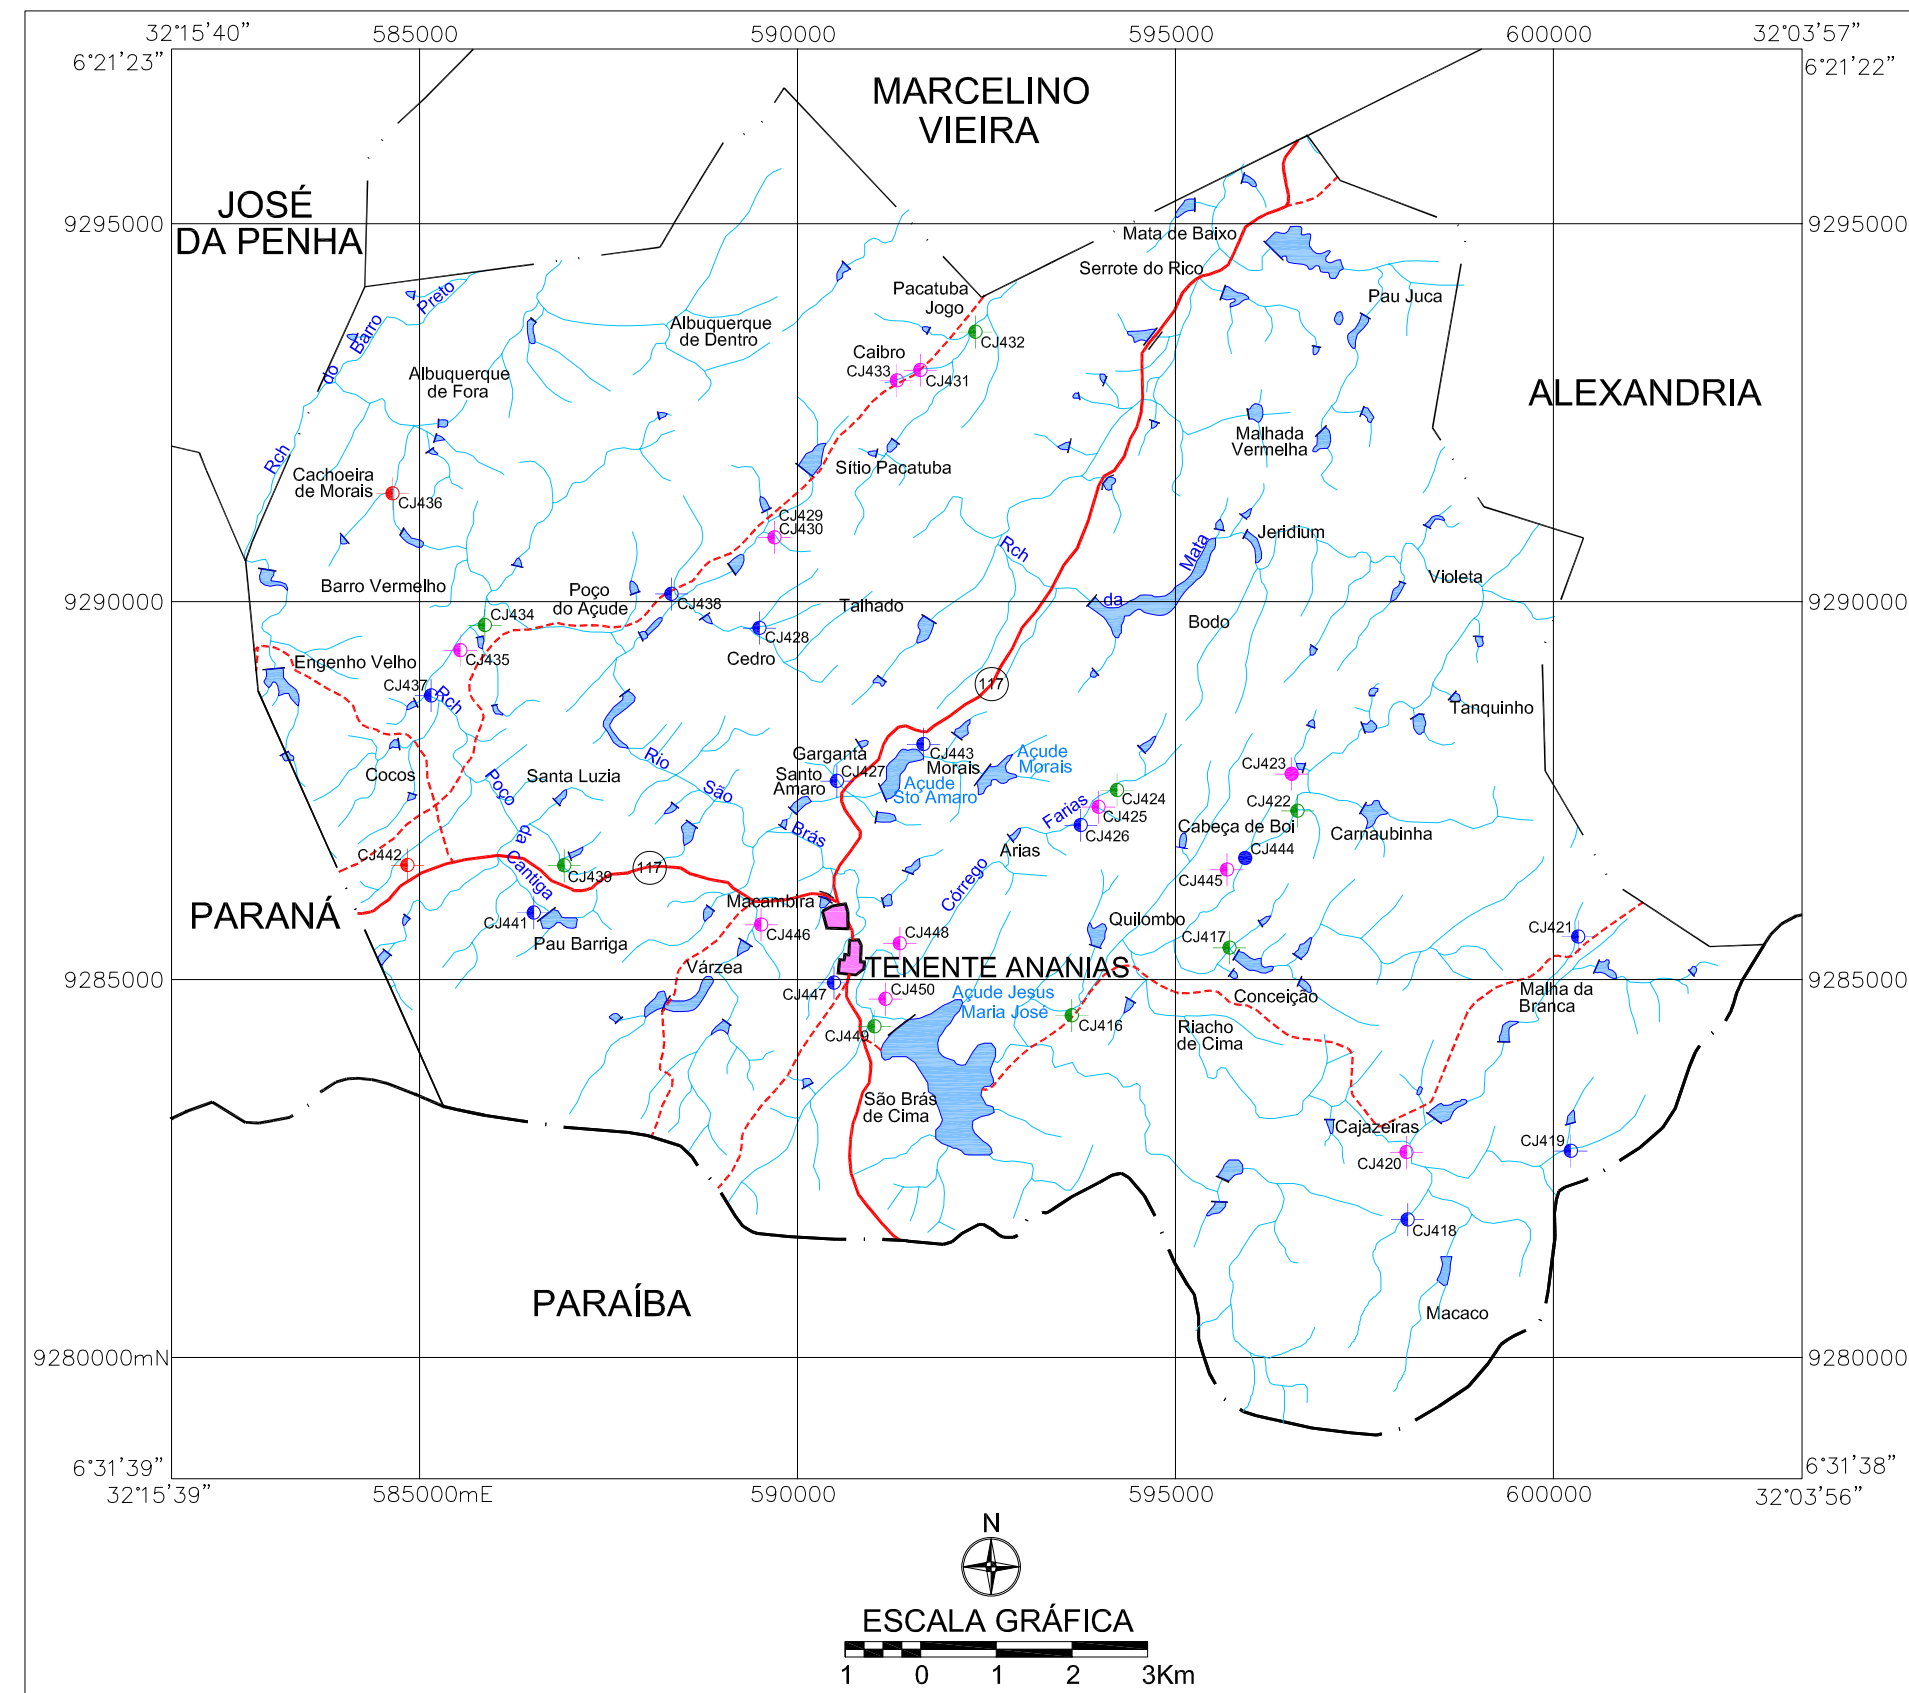 32°15'40" 585000 590000 595000 600000 32°03'57"
6°21'23"
6°21'22"
MARCELINO
VIEIRA
JOSÉ
DA PENHA
9295000
9295000
Mata de Baixo
Serrote do Rico
Pau Juca
Pacatuba
Jogo
CJ432
Preto
Barro
do
Rch
Albuquerque
de Dentro
Caibro
CJ433
CJ431
Albuquerque
de Fora
ALEXANDRIA
Malhada
Vermelha
Sítio Pacatuba
Cachoeira
de Morais
CJ436
CJ429
CJ430
Rch
da
Mata
Jeridium
Violeta
Barro Vermelho
Poço
do Açude
CJ438
Talhado
9290000
9290000
CJ434
CJ428
Cedro
Bodo
CJ435
Engenho Velho
CJ437
Rch
117
Tanquinho
Garganta
CJ443
Morais
Açude
Morais
Santo
Amaro
CJ427
Açude
Sto Amaro
Cocos
Poço
da
Cantiga
Santa Luzia
Rio
São
Brás
CJ423
CJ424
CJ425
CJ426
Farias
Córrego
Arias
CJ422
Cabeça de Boi
Carnaubinha
CJ444
CJ445
CJ442
CJ439
117
CJ441
Pau Barriga
Macambira
CJ446
PARANÁ
CJ448
Quilombo
CJ417
CJ421
Várzea
TENENTE ANANIAS
9285000
9285000
CJ447
CJ450
Açude Jesus
Maria José
CJ449
CJ416
Conceição
Malha da
Branca
Riacho
de Cima
São Brás
de Cima
Cajazeiras
CJ420
CJ419
CJ418
PARAÍBA
Macaco
9280000mN
9280000
6°31'39"
6°31'38"
32°15'39" 585000mE 590000 595000 600000 32°03'56"
N
ESCALA GRÁFICA
1 0 1 2 3Km